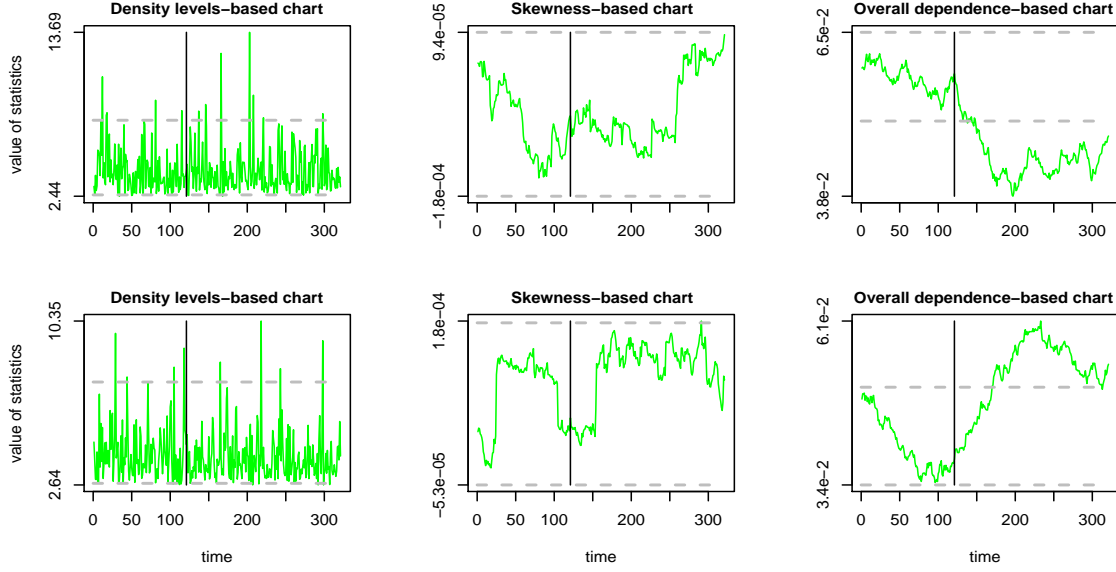 Density levels−based chart
Skewness−based chart
Overall dependence−based chart
value of statistics
2.44
13.69
−1.8e−04
9.4e−05
3.8e−2
6.5e−2
0 50 100 200 300
0 50 100 200 300
0 50 100 200 300
Density levels−based chart
Skewness−based chart
Overall dependence−based chart
value of statistics
2.64
10.35
−5.3e−05
1.8e−04
3.4e−2
6.1e−2
0 50 100 200 300
0 50 100 200 300
0 50 100 200 300
time
time
time